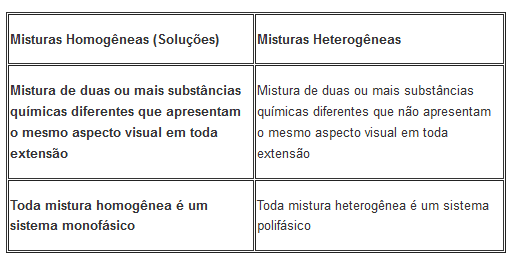 Misturas Homogêneas (Soluções)
Misturas Heterogêneas
Mistura de duas ou mais substâncias
químicas diferentes que apresentam
o mesmo aspecto visual em toda
extensão
Mistura de duas ou mais substâncias
químicas diferentes que não apresentam
o mesmo aspecto visual em toda
extensão
Toda mistura homogênea é um
sistema monofásico
Toda mistura heterogênea é um sistema
polifásico